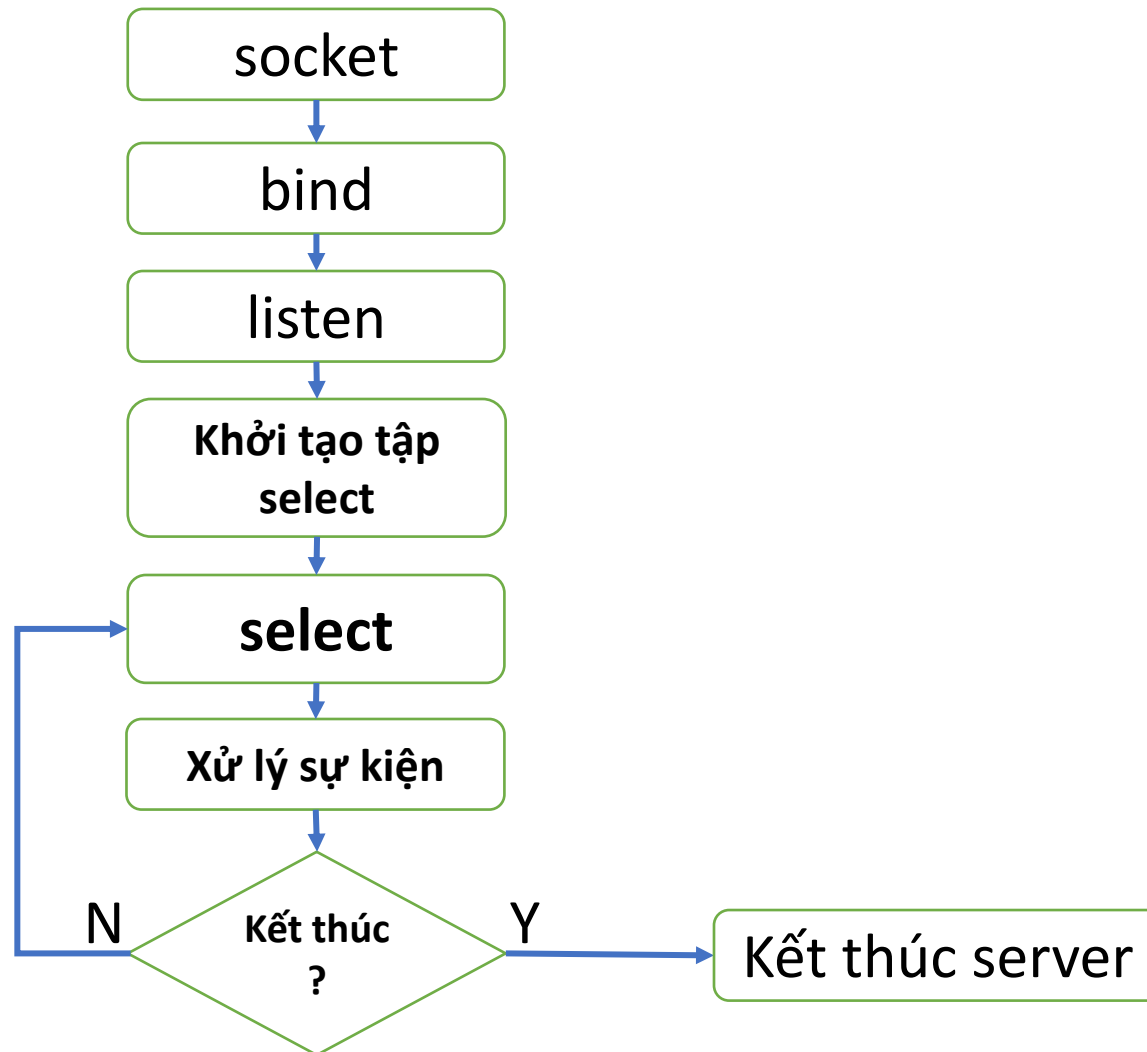 socket
bind
listen
Khởi tạo tập
select
select
Xử lý sự kiện
Kết thúc
?
N
Y
Kết thúc server